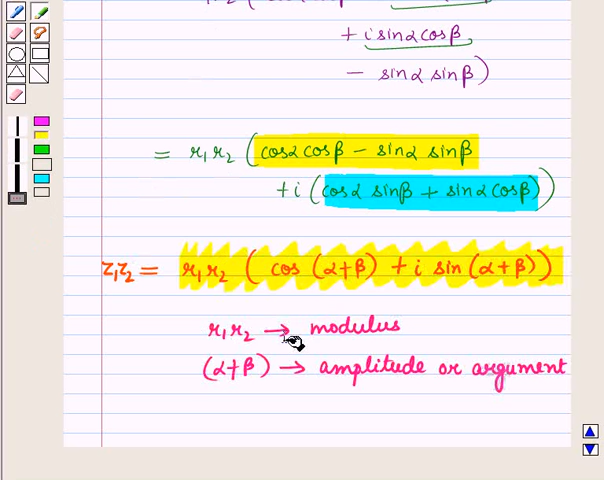 + i sinα cosβ
− sinα sinβ)
= r₁r₂ (cosα cosβ − sinα sinβ
+i (cosα sinβ + sinα cosβ))
z₁z₂ = r₁r₂ ( cos (α+β) + i sin (α+β))
r₁r₂ → modulus
(α+β) → amplitude or argument